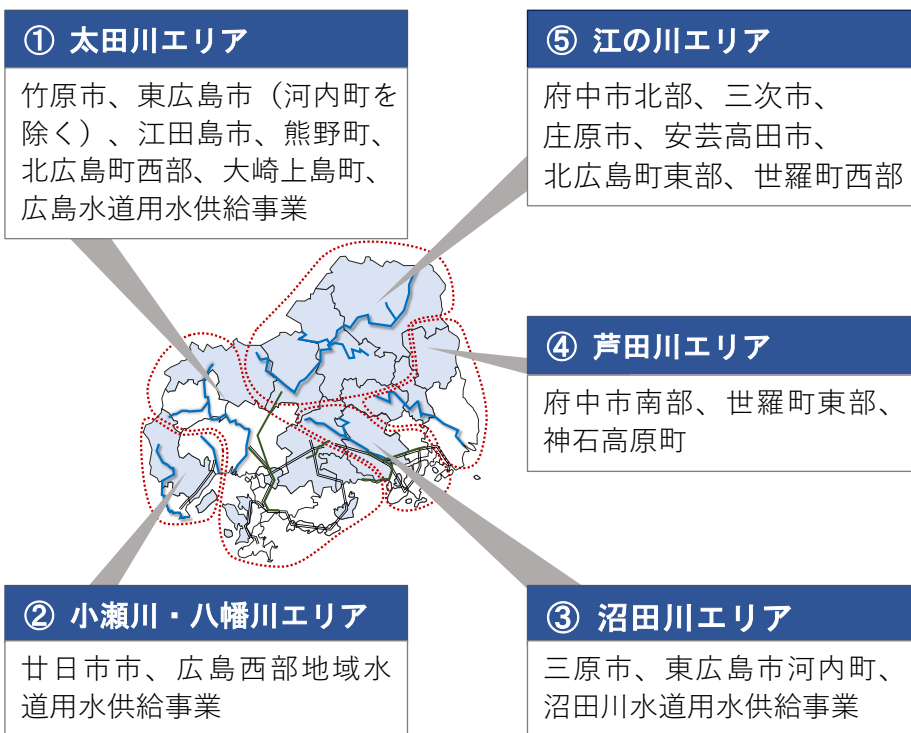 ① 太田川エリア
竹原市、東広島市（河内町を
除く）、江田島市、熊野町、
北広島町西部、大崎上島町、
広島水道用水供給事業
⑤ 江の川エリア
府中市北部、三次市、
庄原市、安芸高田市、
北広島町東部、世羅町西部
④ 芦田川エリア
府中市南部、世羅町東部、
神石高原町
② 小瀬川・八幡川エリア
廿日市市、広島西部地域水
道用水供給事業
③ 沼田川エリア
三原市、東広島市河内町、
沼田川水道用水供給事業